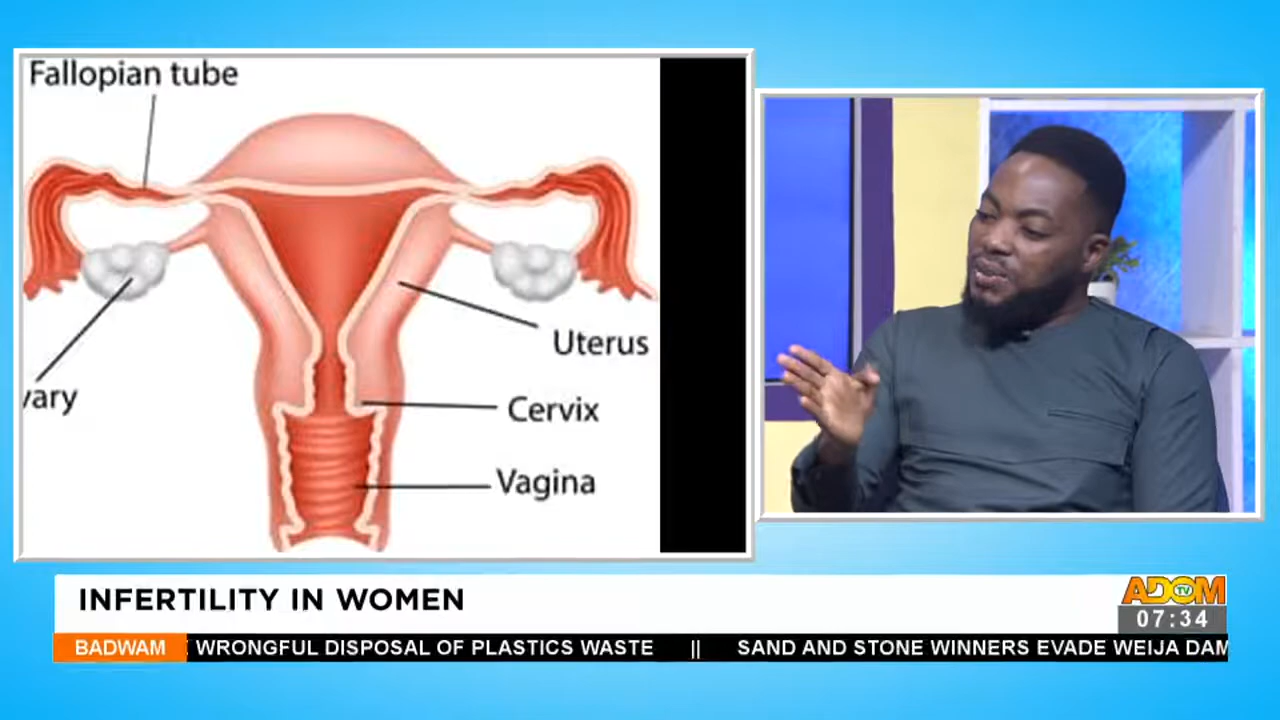 Fallopian tube
vary
Uterus
Cervix
Vagina
INFERTILITY IN WOMEN
ADOM
TV
07:34
BADWAM
WRONGFUL DISPOSAL OF PLASTICS WASTE || SAND AND STONE WINNERS EVADE WEIJA DAM